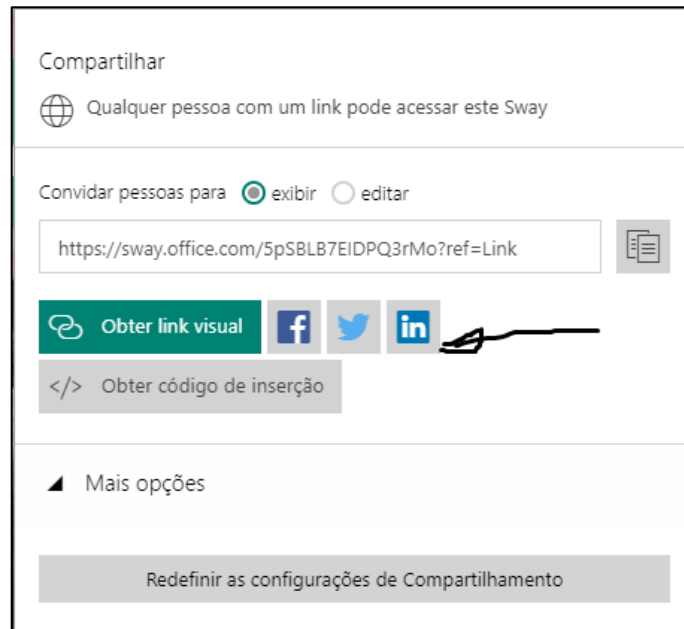 Compartilhar
Qualquer pessoa com um link pode acessar este Sway
Convidar pessoas para exibir editar
https://sway.office.com/5pSBLB7EIDPQ3rMo?ref=Link
Obter link visual f in
</> Obter código de inserção
Mais opções
Redefinir as configurações de Compartilhamento